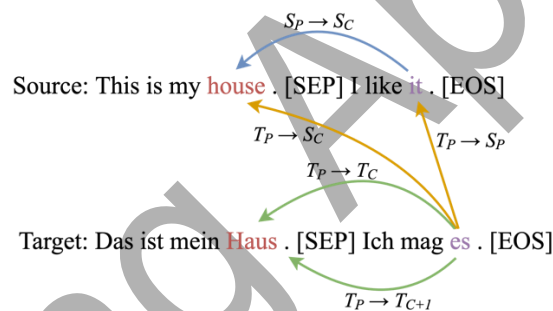 S_P → S_C
Source: This is my house . [SEP] I like it . [EOS]
T_P → S_C
T_P → S_P
T_P → T_C
Target: Das ist mein Haus . [SEP] Ich mag es . [EOS]
T_P → T_{C+1}